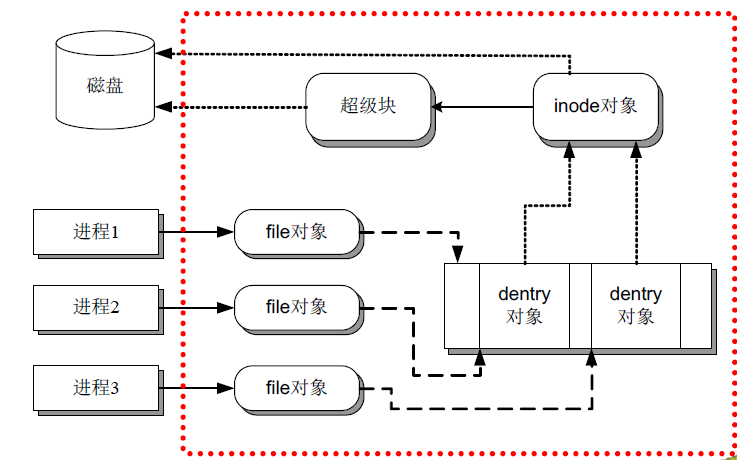 磁盘
超级块
inode对象
进程1
file对象
进程2
file对象
dentry
对象
dentry
对象
进程3
file对象